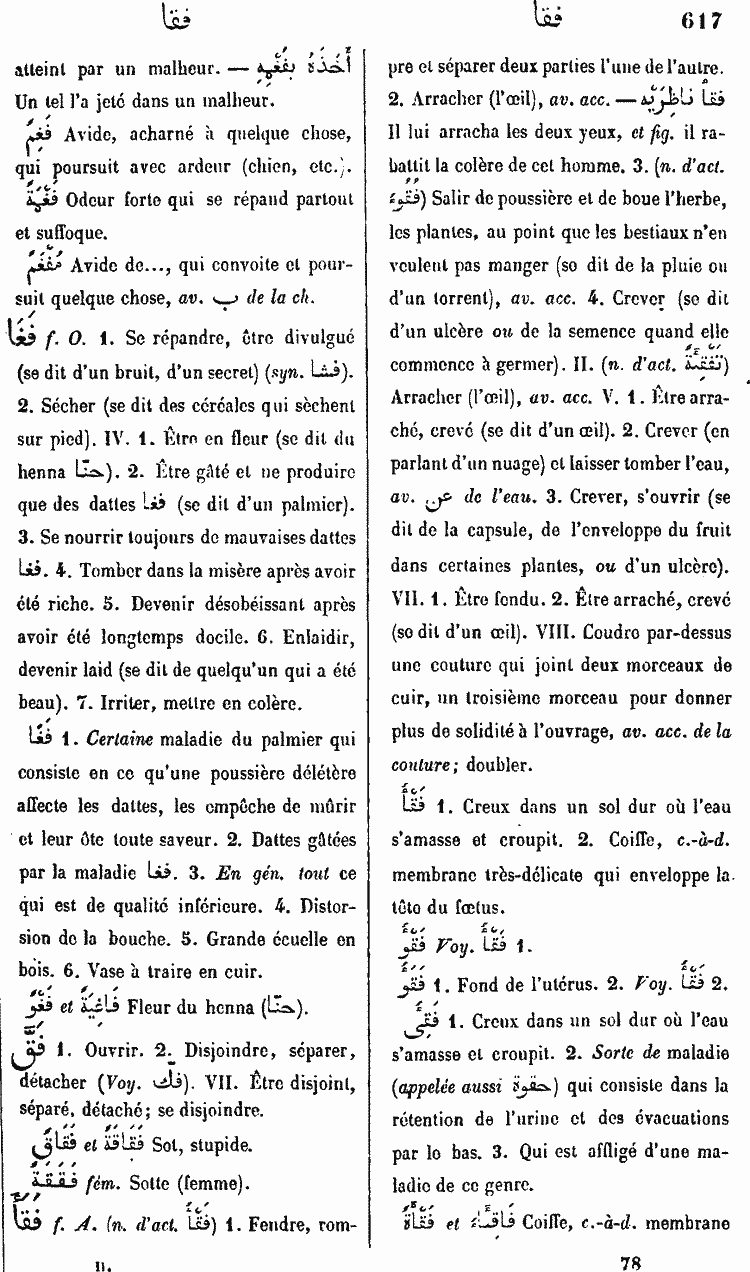 فقا
فقا
617
atteint par un malheur. — أَخَذَهُ بِفُغْمِهِ
Un tel l'a jeté dans un malheur.
فَغِمٌ Avide, acharné à quelque chose,
qui poursuit avec ardeur (chien, etc.).
فَغْمَةٌ Odeur forte qui se répand partout
et suffoque.
مُفْغَمٌ Avide de..., qui convoite et pour-
suit quelque chose, av. ب de la ch.
فَغَا f. O. 1. Se répandre, être divulgué
(se dit d'un bruit, d'un secret) (syn. فشا).
2. Sécher (se dit des céréales qui sèchent
sur pied). IV. 1. Être en fleur (se dit du
henna حنّا). 2. Être gâté et ne produire
que des dattes فغا (se dit d'un palmier).
3. Se nourrir toujours de mauvaises dattes
فغا. 4. Tomber dans la misère après avoir
été riche. 5. Devenir désobéissant après
avoir été longtemps docile. 6. Enlaidir,
devenir laid (se dit de quelqu'un qui a été
beau). 7. Irriter, mettre en colère.
فَغًا 1. Certaine maladie du palmier qui
consiste en ce qu'une poussière délétère
affecte les dattes, les empêche de mûrir
et leur ôte toute saveur. 2. Dattes gâtées
par la maladie فغا. 3. En gén. tout ce
qui est de qualité inférieure. 4. Distor-
sion de la bouche. 5. Grande écuelle en
bois. 6. Vase à traire en cuir.
فَغْوٌ et فَاغِيَةٌ Fleur du henna (حنّا).
فَقَّ 1. Ouvrir. 2. Disjoindre, séparer,
détacher (Voy. فك). VII. Être disjoint,
séparé, détaché; se disjoindre.
فَقَاقٌ et فَقَاقَةٌ Sot, stupide.
فَقَقَةٌ fém. Sotte (femme).
فَقَأَ f. A. (n. d'act. فَقْأٌ) 1. Fendre, rom-
II.
pre et séparer deux parties l'une de l'autre.
2. Arracher (l'œil), av. acc. — فقأ نَاظِرَيْهِ
Il lui arracha les deux yeux, et fig. il ra-
battit la colère de cet homme. 3. (n. d'act.
فُقُوءٌ) Salir de poussière et de boue l'herbe,
les plantes, au point que les bestiaux n'en
veulent pas manger (se dit de la pluie ou
d'un torrent), av. acc. 4. Crever (se dit
d'un ulcère ou de la semence quand elle
commence à germer). II. (n. d'act. تَفْقِئَةٌ)
Arracher (l'œil), av. acc. V. 1. Être arra-
ché, crevé (se dit d'un œil). 2. Crever (en
parlant d'un nuage) et laisser tomber l'eau,
av. عن de l'eau. 3. Crever, s'ouvrir (se
dit de la capsule, de l'enveloppe du fruit
dans certaines plantes, ou d'un ulcère).
VII. 1. Être fendu. 2. Être arraché, crevé
(se dit d'un œil). VIII. Coudre par-dessus
une couture qui joint deux morceaux de
cuir, un troisième morceau pour donner
plus de solidité à l'ouvrage, av. acc. de la
couture; doubler.
فَقْأٌ 1. Creux dans un sol dur où l'eau
s'amasse et croupit. 2. Coiffe, c.-à-d.
membrane très-délicate qui enveloppe la
tête du fœtus.
فَقْؤٌ Voy. فَقْأٌ 1.
فَقَؤٌ 1. Fond de l'utérus. 2. Voy. فَقْأٌ 2.
فَقِئٌ 1. Creux dans un sol dur où l'eau
s'amasse et croupit. 2. Sorte de maladie
(appelée aussi حقوة) qui consiste dans la
rétention de l'urine et des évacuations
par le bas. 3. Qui est affligé d'une ma-
ladie de ce genre.
فَقْأَةٌ et فَاقِيَاءُ Coiffe, c.-à-d. membrane
78